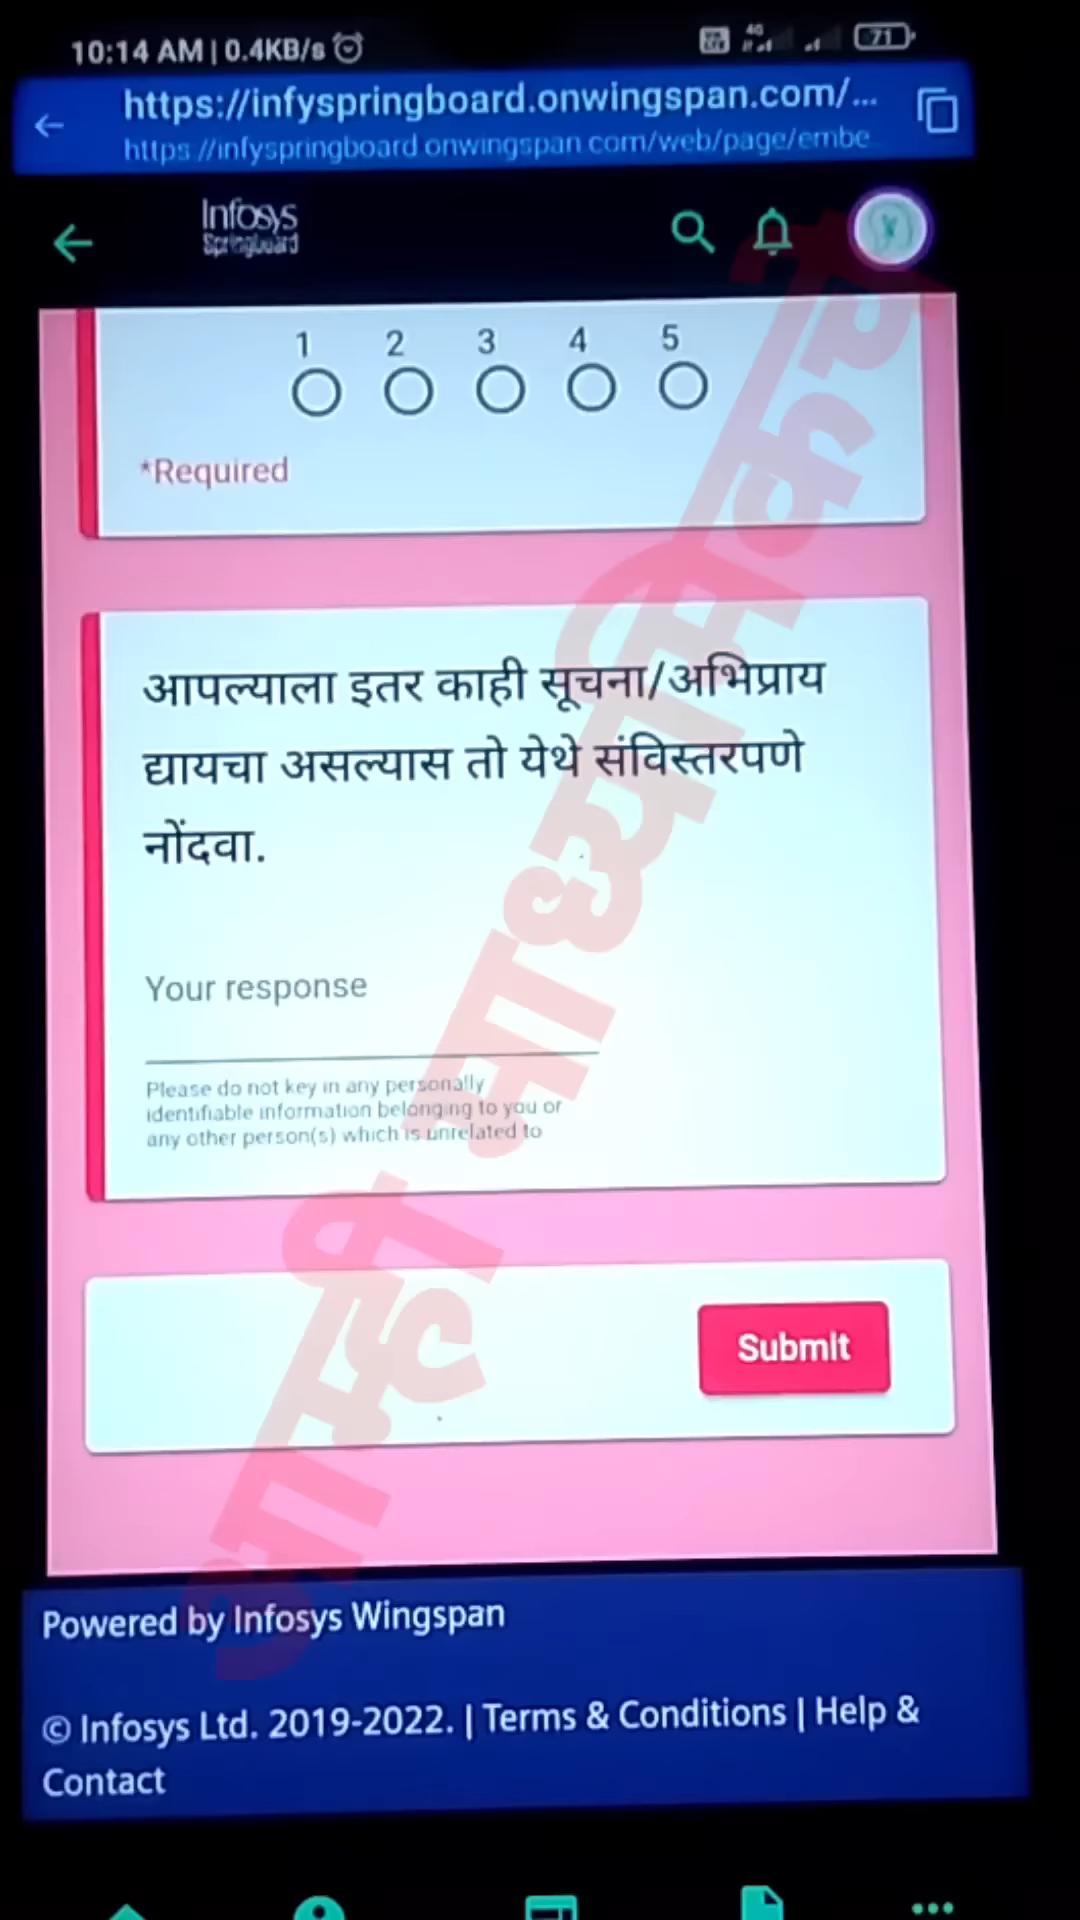 10:14 AM | 0.4KB/s
4G
71
https://infyspringboard.onwingspan.com/...
https://infyspringboard.onwingspan.com/web/page/embe
Infosys
Springboard
1 2 3 4 5
*Required
आपल्याला इतर काही सूचना/अभिप्राय
द्यायचा असल्यास तो येथे संविस्तरपणे
नोंदवा.
Your response
Please do not key in any personally
identifiable information belonging to you or
any other person(s) which is unrelated to
Submit
Powered by Infosys Wingspan
© Infosys Ltd. 2019-2022. | Terms & Conditions | Help &
Contact